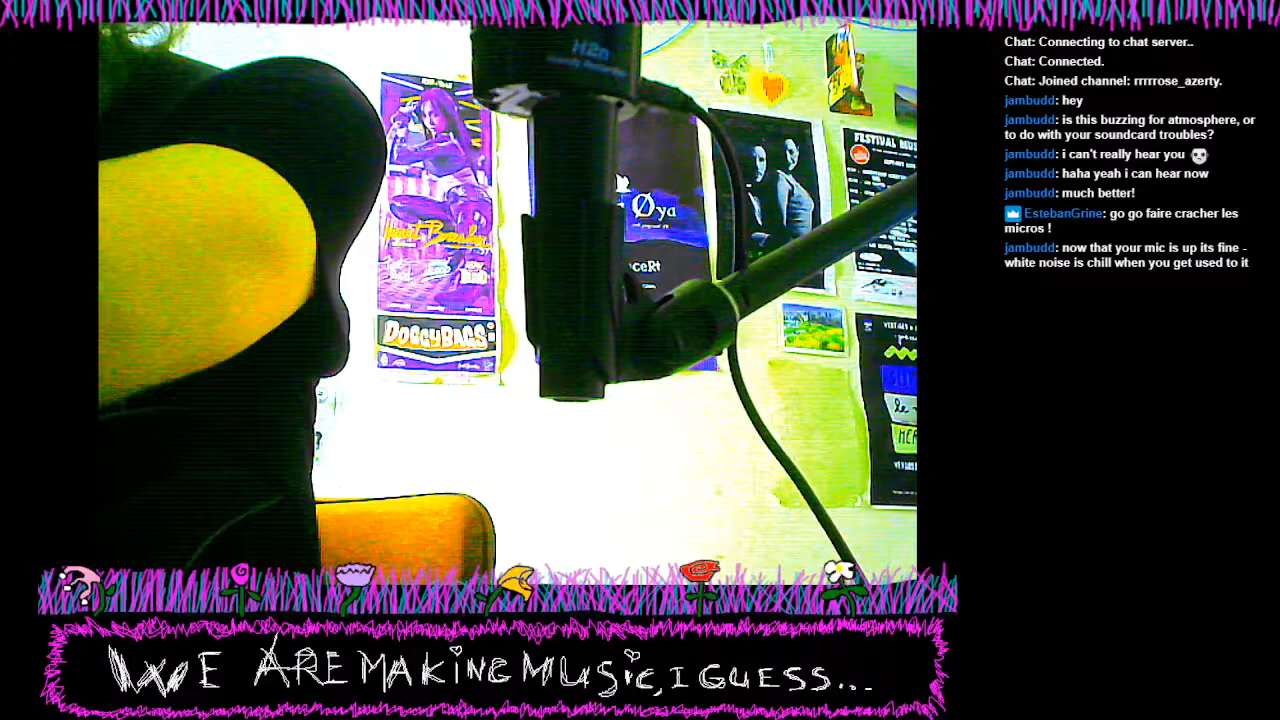 Chat: Connecting to chat server..
Chat: Connected.
Chat: Joined channel: rrrrrose_azerty.
jambudd: hey
jambudd: is this buzzing for atmosphere, or
to do with your soundcard troubles?
jambudd: i can't really hear you
jambudd: haha yeah i can hear now
jambudd: much better!
EstebanGrine: go go faire cracher les
micros !
jambudd: now that your mic is up its fine -
white noise is chill when you get used to it
H2n
Øya
FESTIVAL MUS
DOGGYBAGS
le
WE ARE MAKING MUSIC, I GUESS...